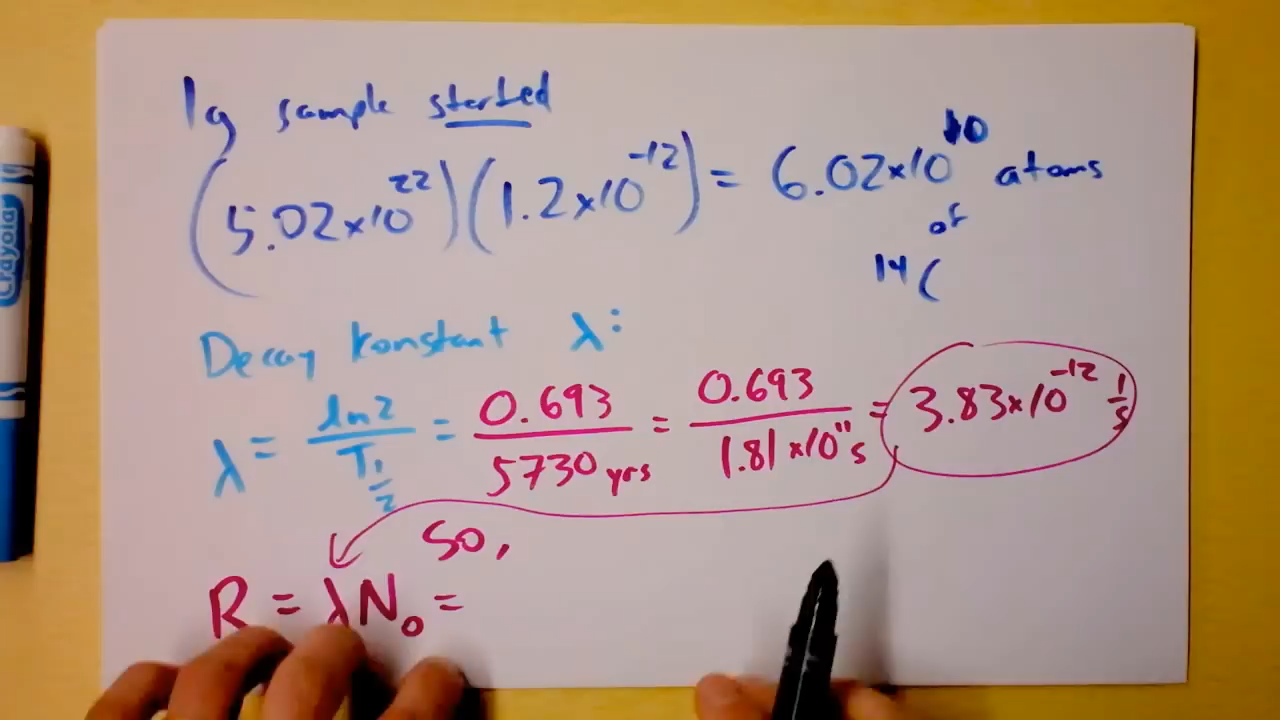 1g sample started
(5.02×10²²)(1.2×10⁻¹²) = 6.02×10¹⁰ atoms
of
¹⁴C
Decay Konstant λ:
λ = ln2/T½ = 0.693/5730 yrs = 0.693/1.81×10¹¹ s = 3.83×10⁻¹² 1/s
So,
R = λN₀ =
Crayola